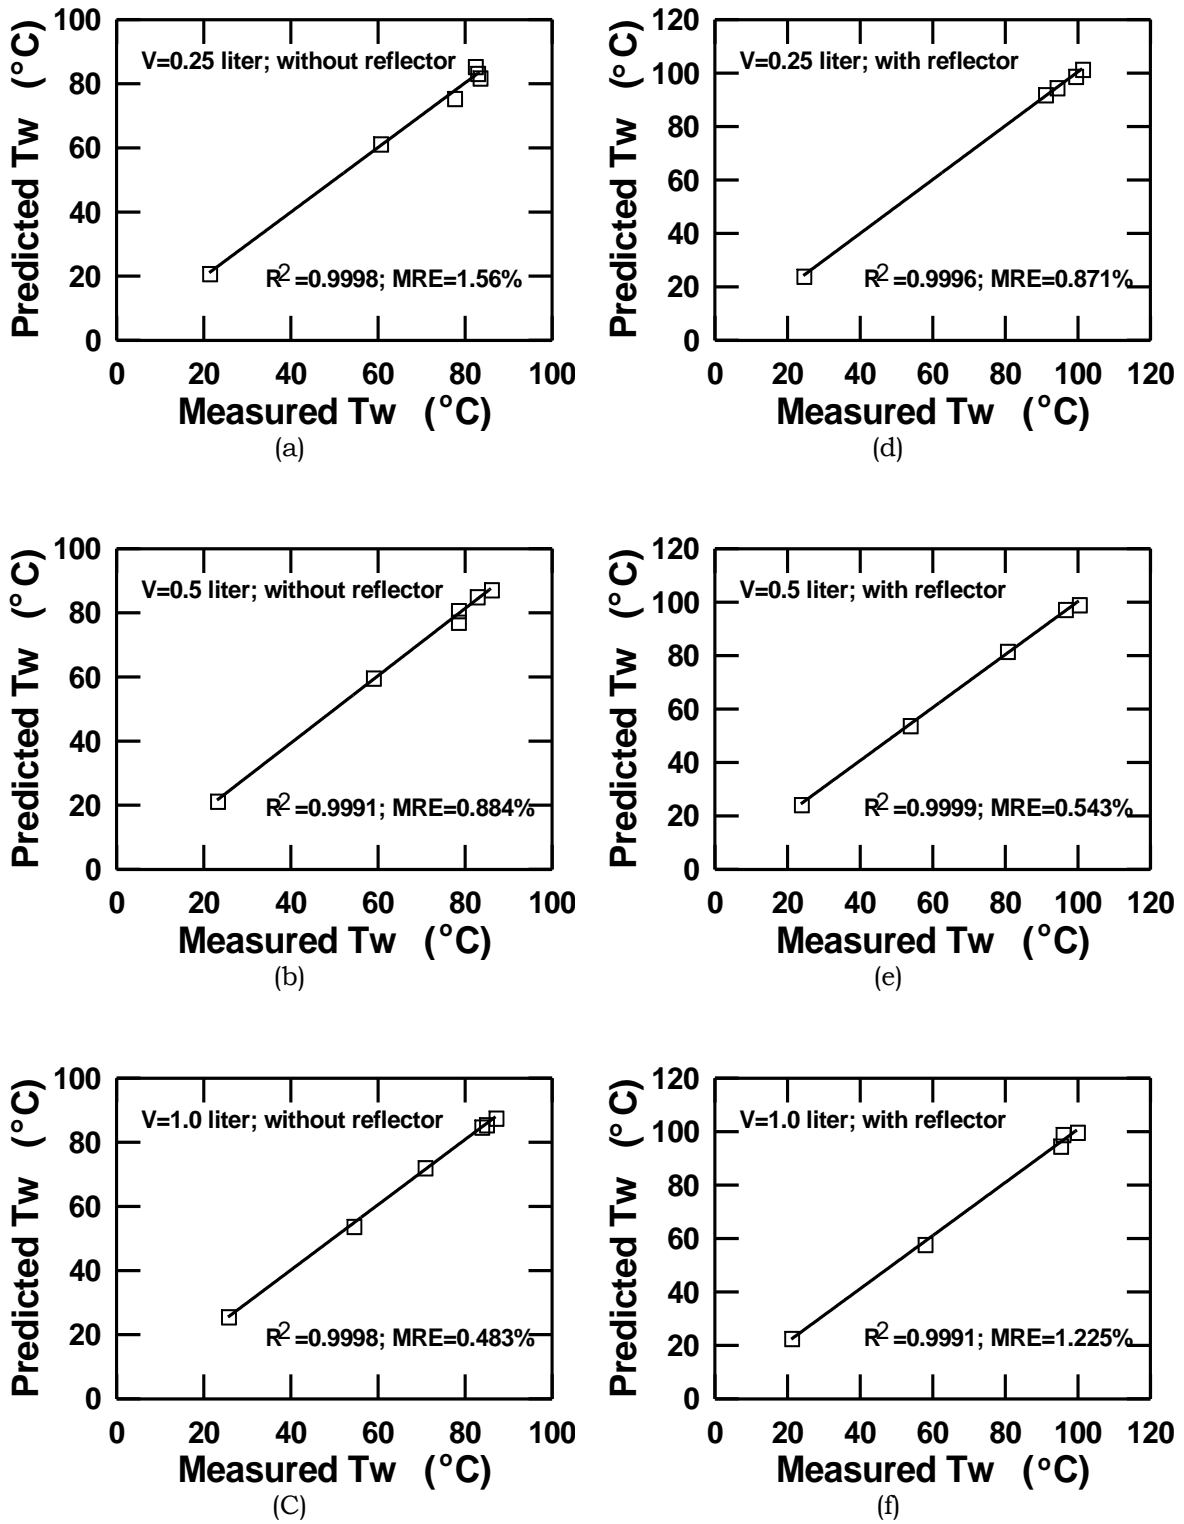 Predicted Tw (°C)
100
80
60
40
20
0
V=0.25 liter; without reflector
R2=0.9998; MRE=1.56%
0 20 40 60 80 100
Measured Tw (°C)
(a)
Predicted Tw (°C)
120
100
80
60
40
20
0
V=0.25 liter; with reflector
R2=0.9996; MRE=0.871%
0 20 40 60 80 100 120
Measured Tw (°C)
(d)
Predicted Tw (°C)
100
80
60
40
20
0
V=0.5 liter; without reflector
R2=0.9991; MRE=0.884%
0 20 40 60 80 100
Measured Tw (°C)
(b)
Predicted Tw (°C)
120
100
80
60
40
20
0
V=0.5 liter; with reflector
R2=0.9999; MRE=0.543%
0 20 40 60 80 100 120
Measured Tw (°C)
(e)
Predicted Tw (°C)
100
80
60
40
20
0
V=1.0 liter; without reflector
R2=0.9998; MRE=0.483%
0 20 40 60 80 100
Measured Tw (°C)
(C)
Predicted Tw (°C)
120
100
80
60
40
20
0
V=1.0 liter; with reflector
R2=0.9991; MRE=1.225%
0 20 40 60 80 100 120
Measured Tw (°C)
(f)